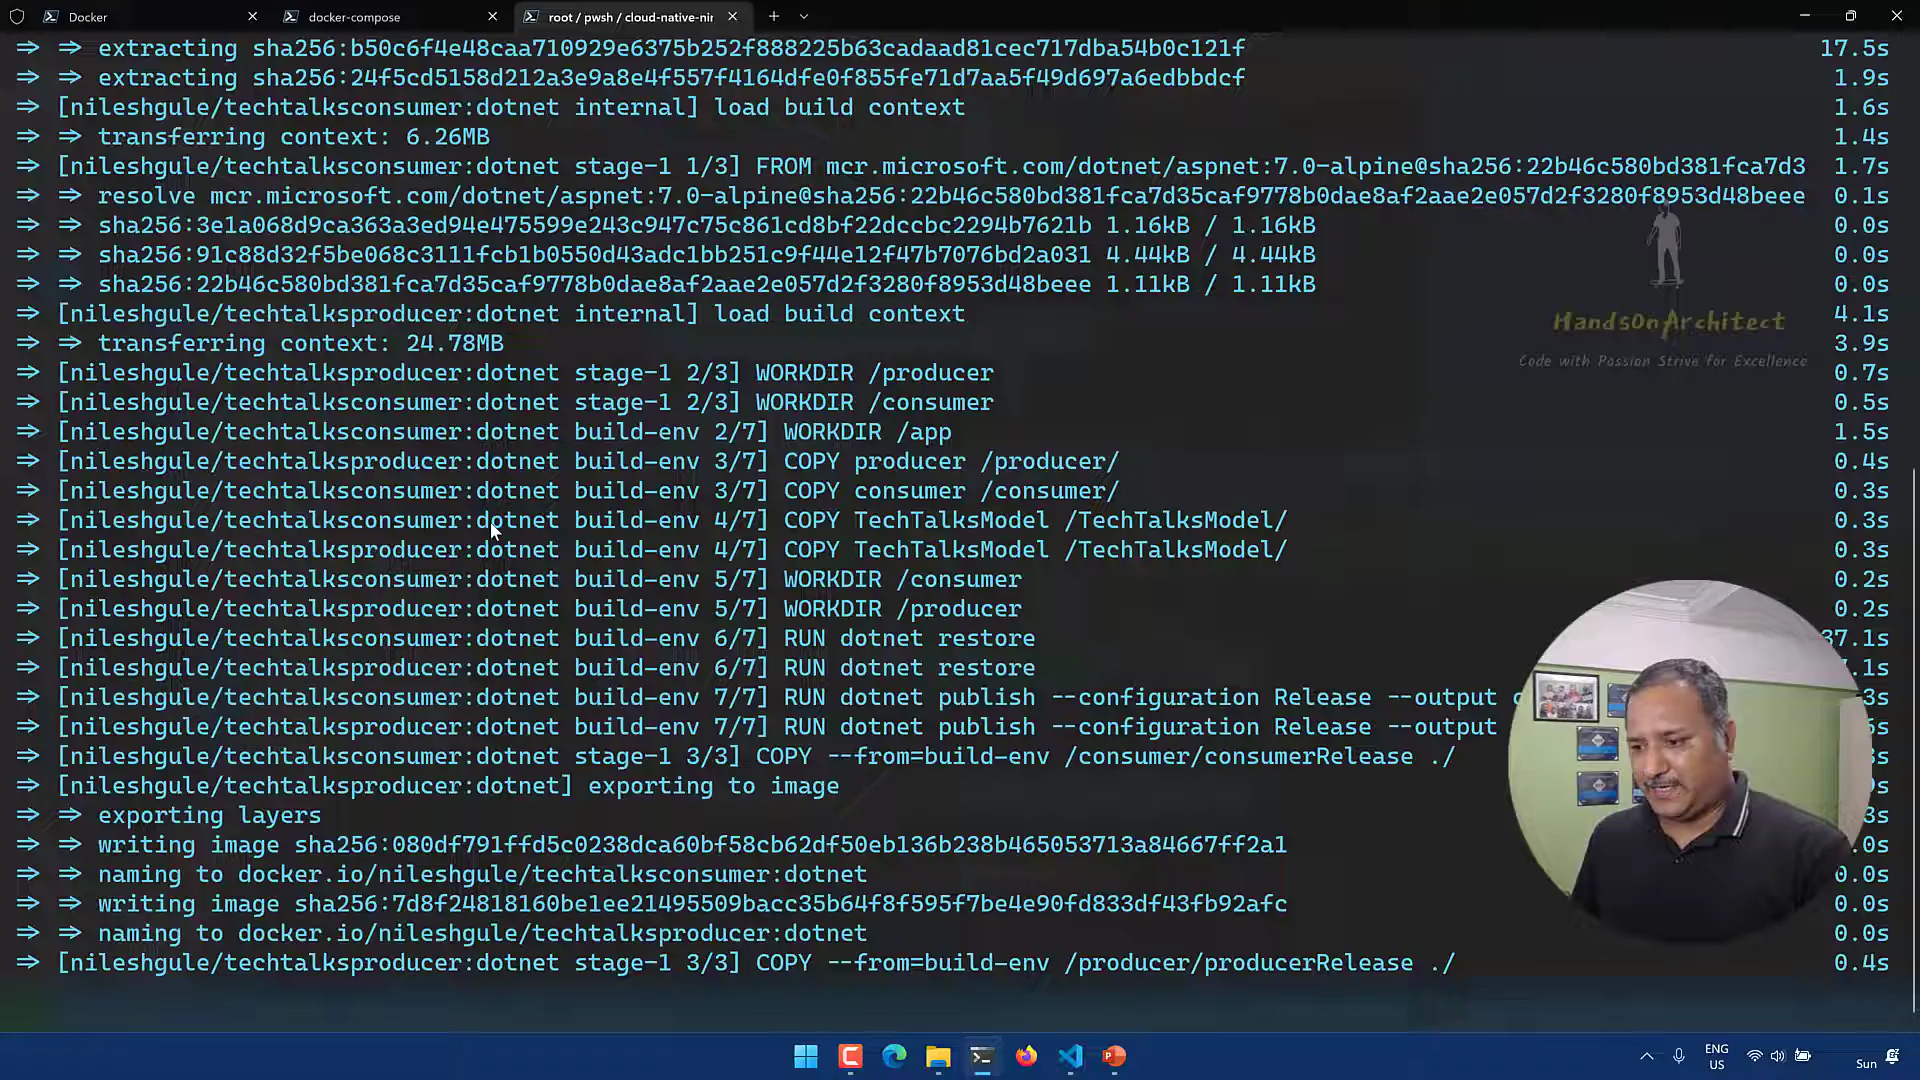 Docker
docker-compose
root / pwsh / cloud-native-nir
=> => extracting sha256:b50c6f4e48caa710929e6375b252f888225b63cadaad81cec717dba54b0c121f 17.5s
=> => extracting sha256:24f5cd5158d212a3e9a8e4f557f4164dfe0f855fe71d7aa5f49d697a6edbbdcf 1.9s
=> [nileshgule/techtalksconsumer:dotnet internal] load build context 1.6s
=> => transferring context: 6.26MB 1.4s
=> [nileshgule/techtalksconsumer:dotnet stage-1 1/3] FROM mcr.microsoft.com/dotnet/aspnet:7.0-alpine@sha256:22b46c580bd381fca7d3 1.7s
=> => resolve mcr.microsoft.com/dotnet/aspnet:7.0-alpine@sha256:22b46c580bd381fca7d35caf9778b0dae8af2aae2e057d2f3280f8953d48beee 0.1s
=> => sha256:3e1a068d9ca363a3ed94e475599e243c947c75c861cd8bf22dccbc2294b7621b 1.16kB / 1.16kB 0.0s
=> => sha256:91c88d32f5be068c3111fcb1b0550d43adc1bb251c9f44e12f47b7076bd2a031 4.44kB / 4.44kB 0.0s
=> => sha256:22b46c580bd381fca7d35caf9778b0dae8af2aae2e057d2f3280f8953d48beee 1.11kB / 1.11kB 0.0s
=> [nileshgule/techtalksproducer:dotnet internal] load build context 4.1s
HandsOnArchitect
=> => transferring context: 24.78MB 3.9s
Code with Passion Strive for Excellence
=> [nileshgule/techtalksproducer:dotnet stage-1 2/3] WORKDIR /producer 0.7s
=> [nileshgule/techtalksconsumer:dotnet stage-1 2/3] WORKDIR /consumer 0.5s
=> [nileshgule/techtalksconsumer:dotnet build-env 2/7] WORKDIR /app 1.5s
=> [nileshgule/techtalksproducer:dotnet build-env 3/7] COPY producer /producer/ 0.4s
=> [nileshgule/techtalksconsumer:dotnet build-env 3/7] COPY consumer /consumer/ 0.3s
=> [nileshgule/techtalksconsumer:dotnet build-env 4/7] COPY TechTalksModel /TechTalksModel/ 0.3s
=> [nileshgule/techtalksproducer:dotnet build-env 4/7] COPY TechTalksModel /TechTalksModel/ 0.3s
=> [nileshgule/techtalksconsumer:dotnet build-env 5/7] WORKDIR /consumer 0.2s
=> [nileshgule/techtalksproducer:dotnet build-env 5/7] WORKDIR /producer 0.2s
=> [nileshgule/techtalksconsumer:dotnet build-env 6/7] RUN dotnet restore 37.1s
=> [nileshgule/techtalksproducer:dotnet build-env 6/7] RUN dotnet restore .1s
=> [nileshgule/techtalksconsumer:dotnet build-env 7/7] RUN dotnet publish --configuration Release --output 3s
=> [nileshgule/techtalksproducer:dotnet build-env 7/7] RUN dotnet publish --configuration Release --output
=> [nileshgule/techtalksconsumer:dotnet stage-1 3/3] COPY --from=build-env /consumer/consumerRelease ./
=> [nileshgule/techtalksproducer:dotnet] exporting to image
=> => exporting layers 3s
=> => writing image sha256:080df791ffd5c0238dca60bf58cb62df50eb136b238b465053713a84667ff2a1 .0s
=> => naming to docker.io/nileshgule/techtalksconsumer:dotnet 0.0s
=> => writing image sha256:7d8f24818160be1ee21495509bacc35b64f8f595f7be4e90fd833df43fb92afc 0.0s
=> => naming to docker.io/nileshgule/techtalksproducer:dotnet 0.0s
=> [nileshgule/techtalksproducer:dotnet stage-1 3/3] COPY --from=build-env /producer/producerRelease ./ 0.4s
ENG
US
Sun